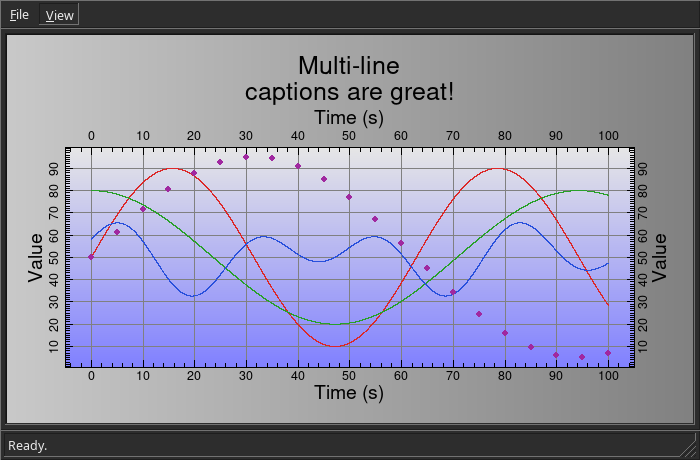 File View
Multi-line
captions are great!
Time (s)
0 10 20 30 40 50 60 70 80 90 100
90 90
80 80
70 70
60 60
Value 50 50 Value
40 40
30 30
20 20
10 10
0 10 20 30 40 50 60 70 80 90 100
Time (s)
Ready.